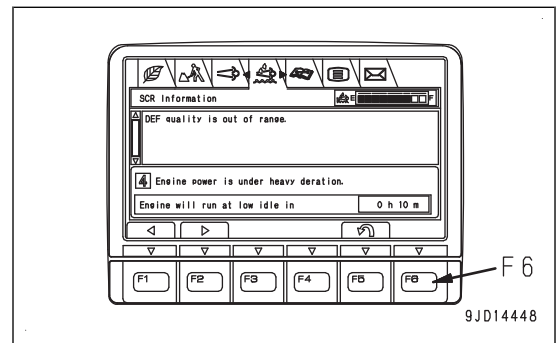 SCR Information E F
DEF quality is out of range.
4 Engine power is under heavy deration.
Engine will run at low idle in 0 h 10 m
F1 F2 F3 F4 F5 F6
F6
9JD14448